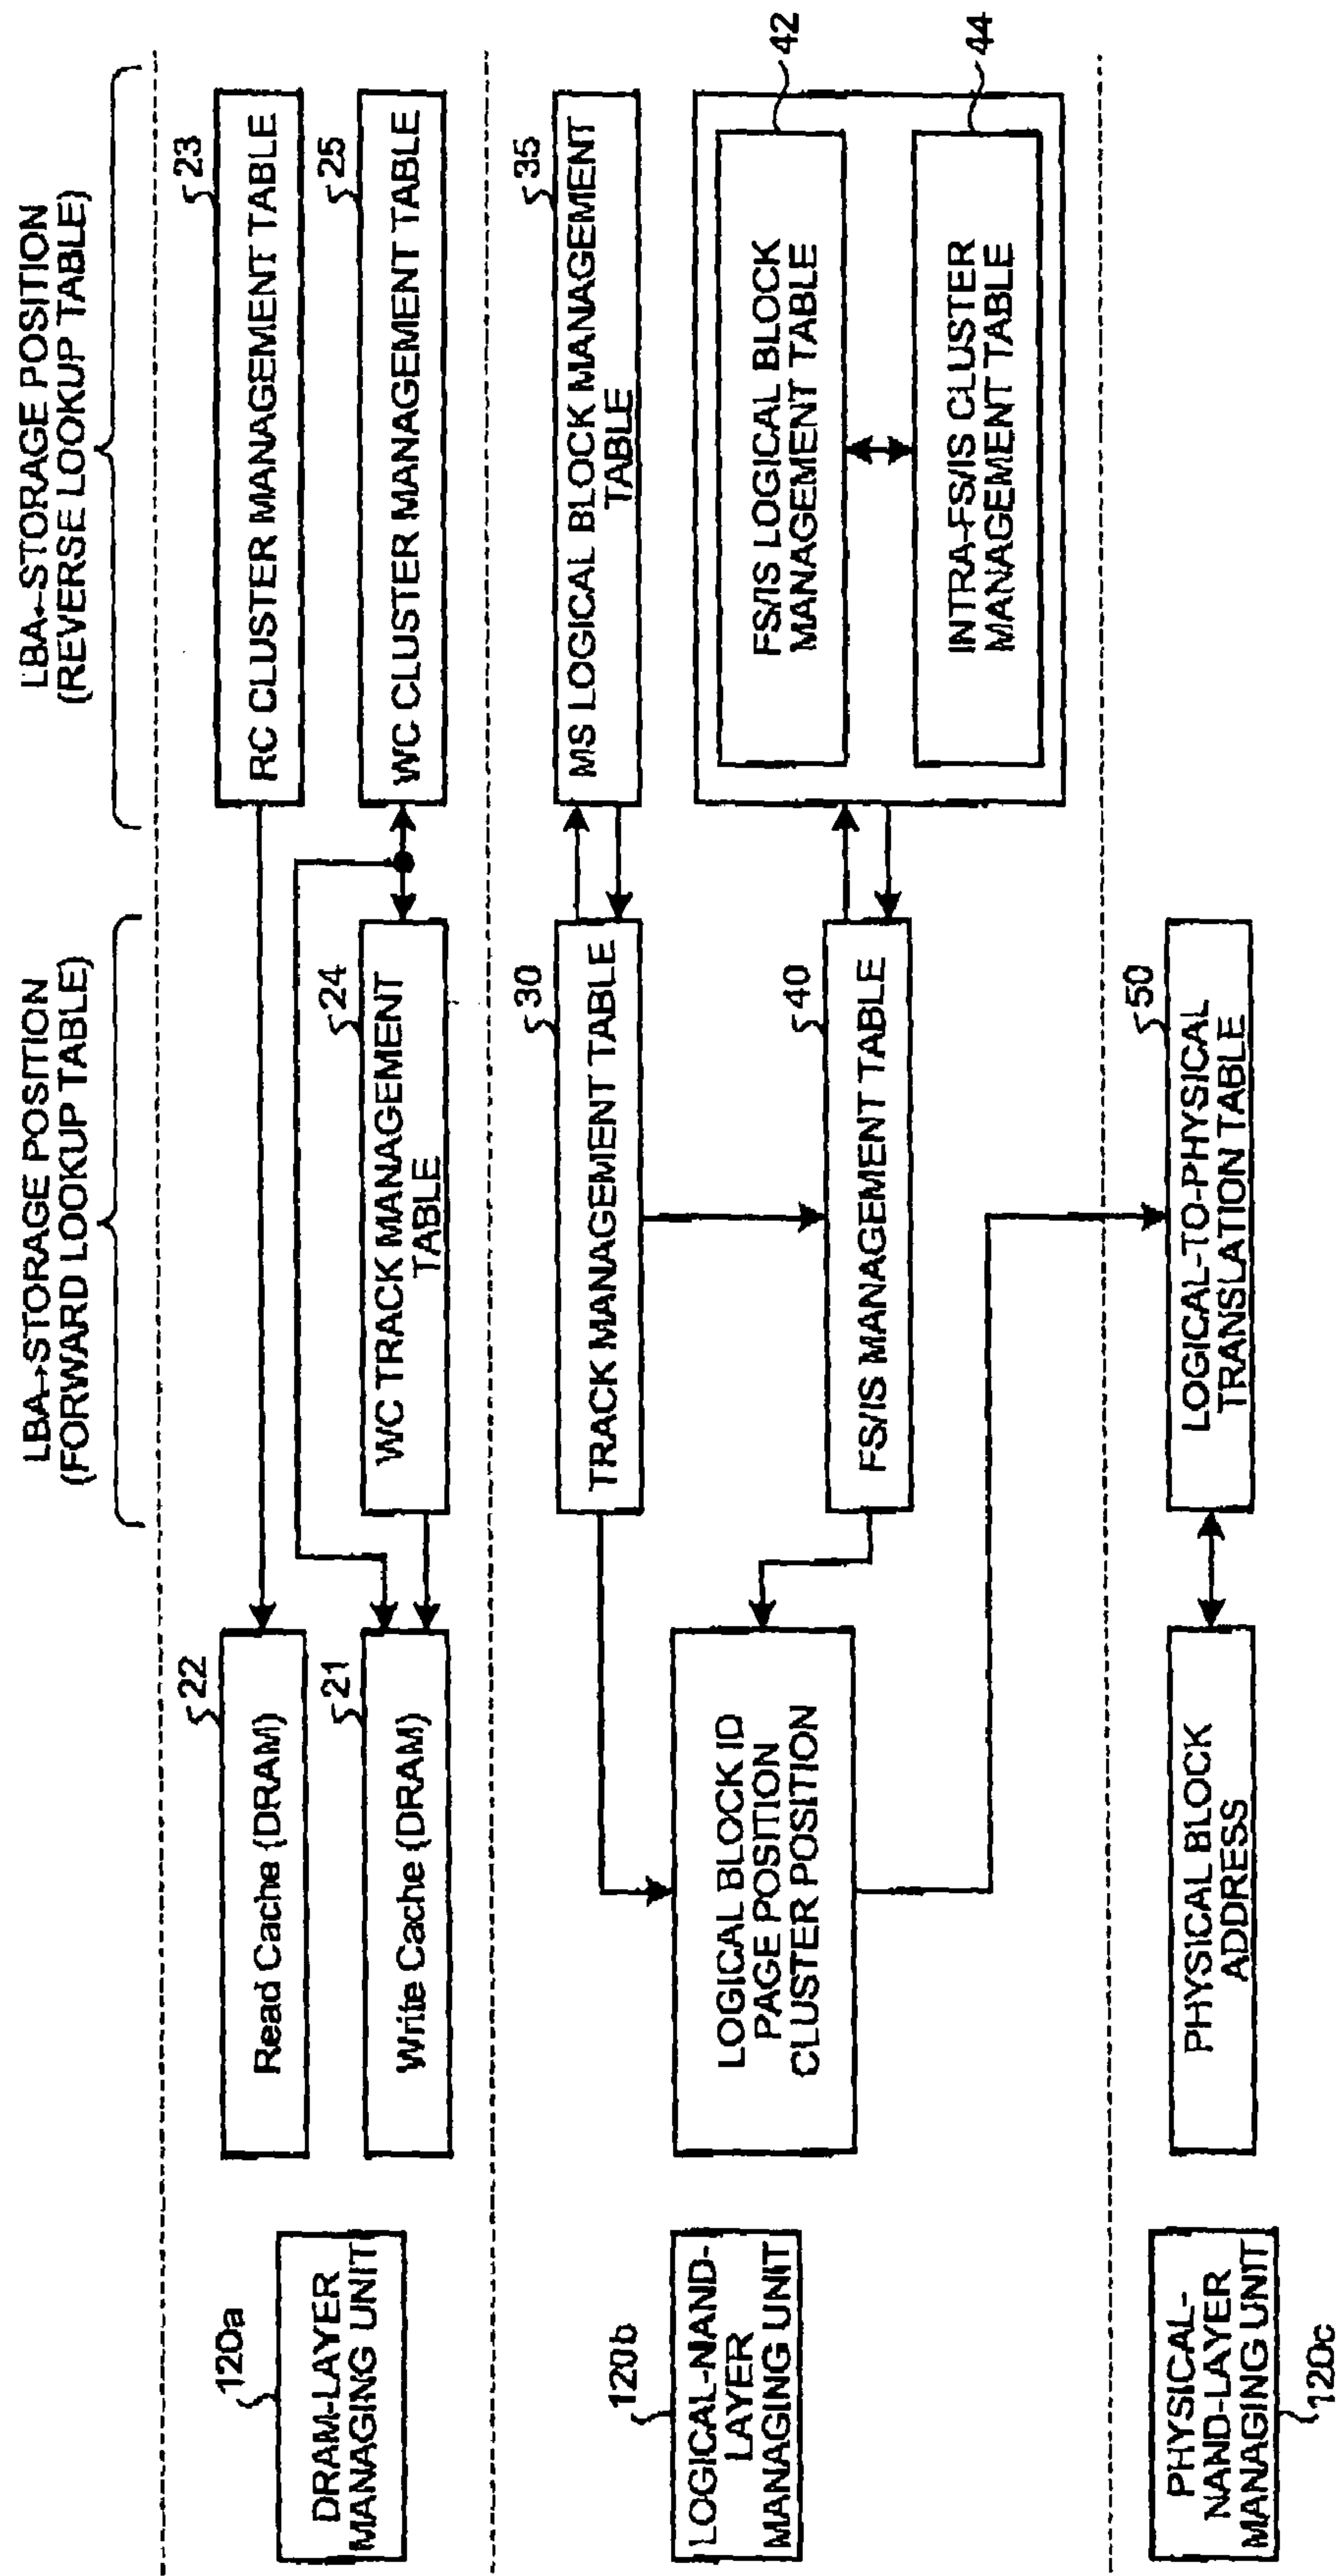 LBA→STORAGE POSITION
(FORWARD LOOKUP TABLE)
LBA←STORAGE POSITION
(REVERSE LOOKUP TABLE)
120a
DRAM-LAYER
MANAGING UNIT
22
Read Cache (DRAM)
23
RC CLUSTER MANAGEMENT TABLE
21
Write Cache (DRAM)
24
WC TRACK MANAGEMENT
TABLE
25
WC CLUSTER MANAGEMENT TABLE
120b
LOGICAL-NAND-
LAYER
MANAGING UNIT
LOGICAL BLOCK ID
PAGE POSITION
CLUSTER POSITION
30
TRACK MANAGEMENT TABLE
35
MS LOGICAL BLOCK MANAGEMENT
TABLE
40
FS/IS MANAGEMENT TABLE
FS/IS LOGICAL BLOCK
MANAGEMENT TABLE
42
INTRA-FS/IS CLUSTER
MANAGEMENT TABLE
44
PHYSICAL-
NAND-LAYER
MANAGING UNIT
120c
PHYSICAL BLOCK
ADDRESS
50
LOGICAL-TO-PHYSICAL
TRANSLATION TABLE